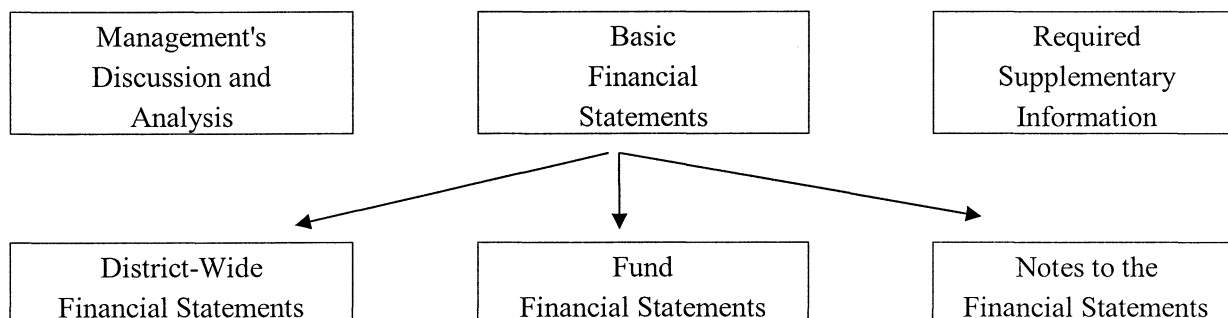 Management's
Discussion and
Analysis
Basic
Financial
Statements
Required
Supplementary
Information
District-Wide
Financial Statements
Fund
Financial Statements
Notes to the
Financial Statements